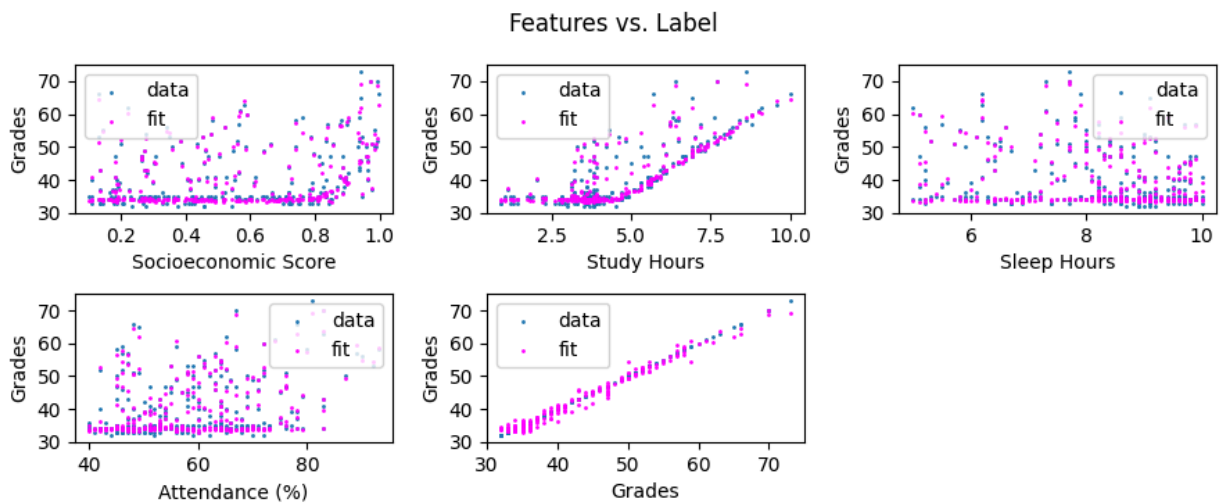 Features vs. Label
70
60
50
40
30
Grades
data
fit
0.2 0.4 0.6 0.8 1.0
Socioeconomic Score
70
60
50
40
30
Grades
data
fit
2.5 5.0 7.5 10.0
Study Hours
70
60
50
40
30
Grades
data
fit
6 8 10
Sleep Hours
70
60
50
40
30
Grades
data
fit
40 60 80
Attendance (%)
70
60
50
40
30
Grades
data
fit
30 40 50 60 70
Grades